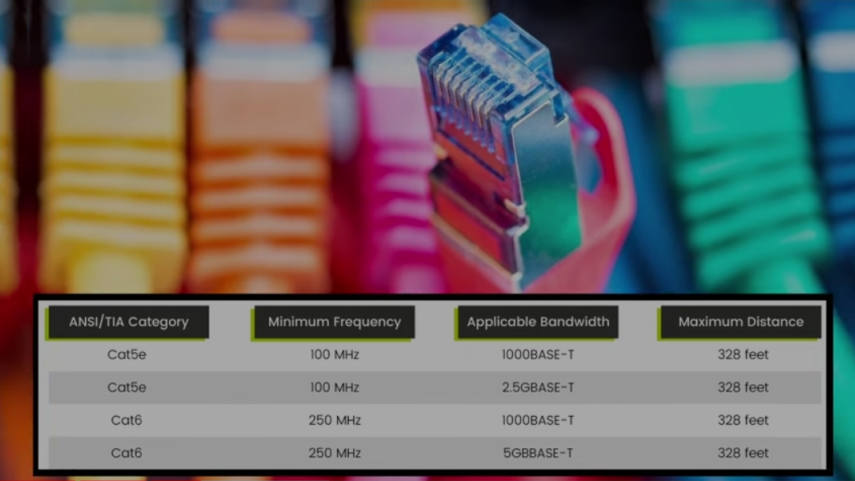 ANSI/TIA Category Minimum Frequency Applicable Bandwidth Maximum Distance
Cat5e 100 MHz 1000BASE-T 328 feet
Cat5e 100 MHz 2.5GBASE-T 328 feet
Cat6 250 MHz 1000BASE-T 328 feet
Cat6 250 MHz 5GBBASE-T 328 feet